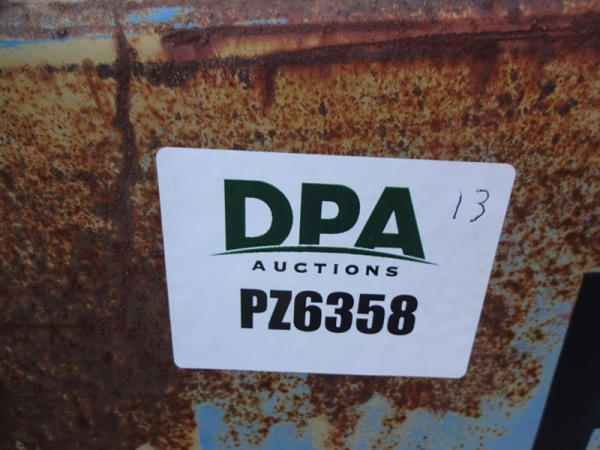 DPA
13
AUCTIONS
PZ6358